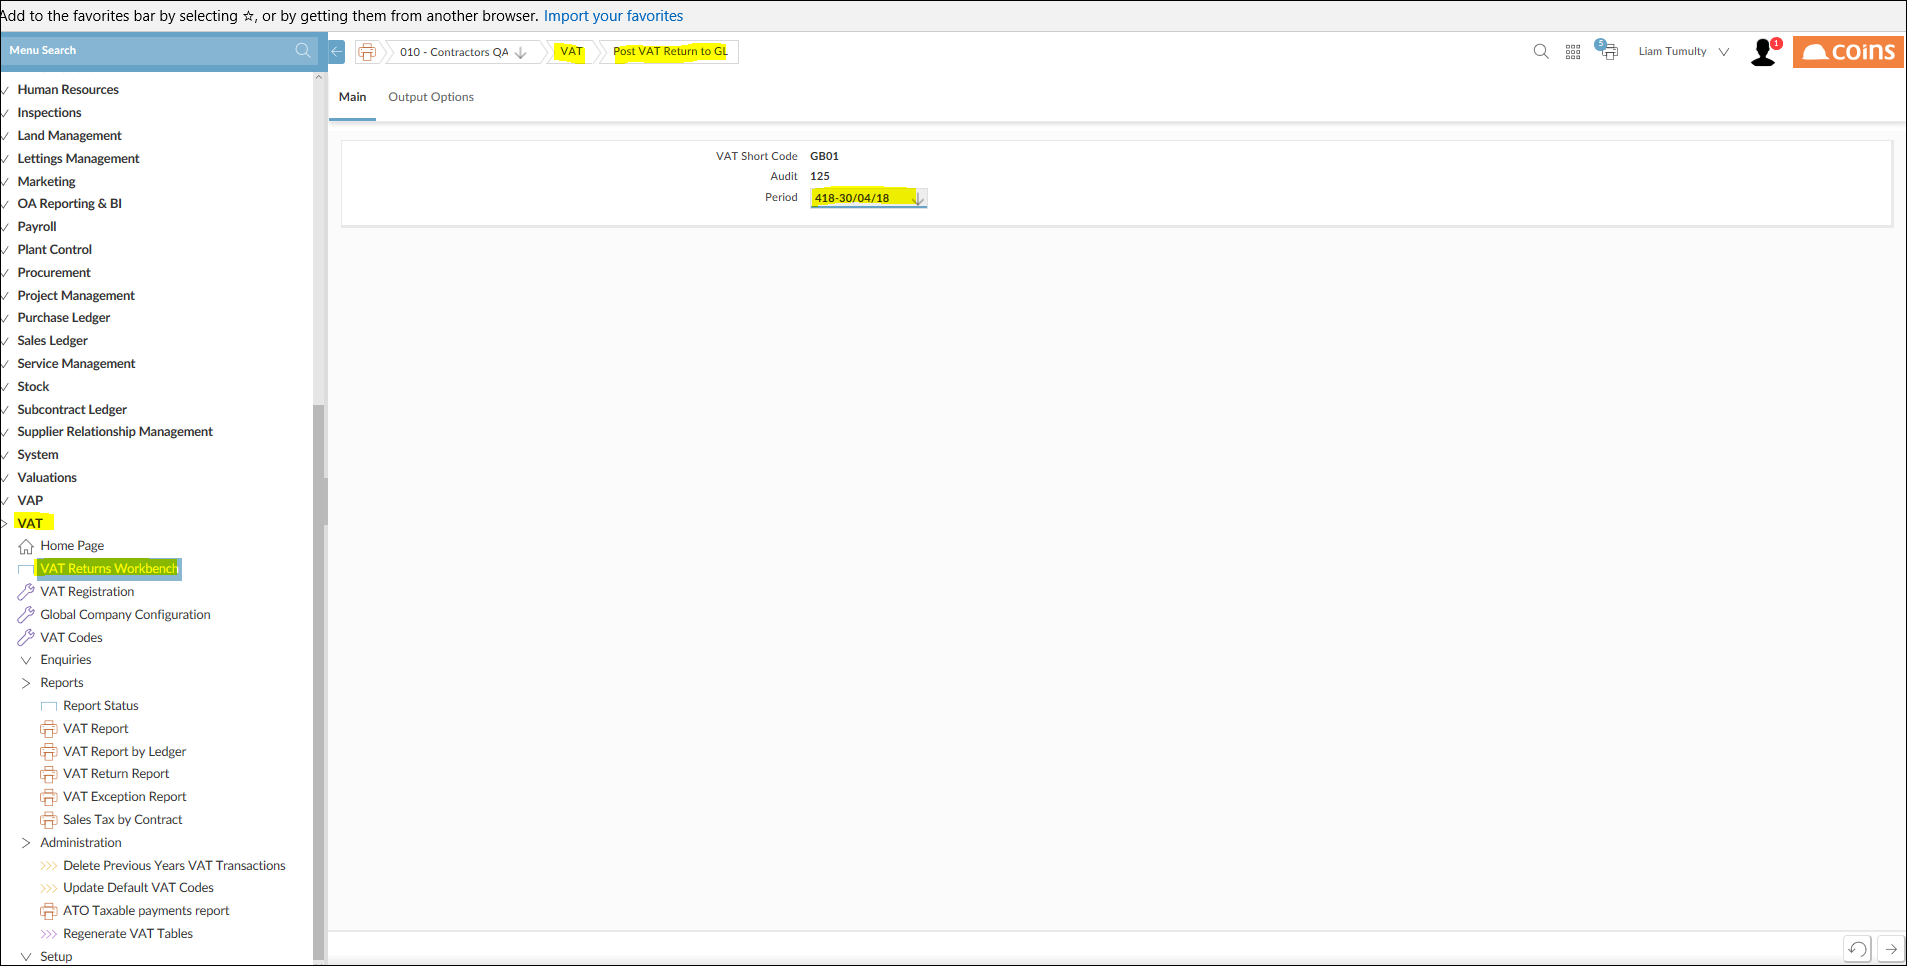 Add to the favorites bar by selecting ☆, or by getting them from another browser. Import your favorites
Menu Search
010 - Contractors QA
VAT
Post VAT Return to GL
5
Liam Tumulty
1
coins
Main
Output Options
VAT Short Code GB01
Audit 125
Period 418-30/04/18
Human Resources
Inspections
Land Management
Lettings Management
Marketing
OA Reporting & BI
Payroll
Plant Control
Procurement
Project Management
Purchase Ledger
Sales Ledger
Service Management
Stock
Subcontract Ledger
Supplier Relationship Management
System
Valuations
VAP
VAT
Home Page
VAT Returns Workbench
VAT Registration
Global Company Configuration
VAT Codes
Enquiries
Reports
Report Status
VAT Report
VAT Report by Ledger
VAT Return Report
VAT Exception Report
Sales Tax by Contract
Administration
Delete Previous Years VAT Transactions
Update Default VAT Codes
ATO Taxable payments report
Regenerate VAT Tables
Setup